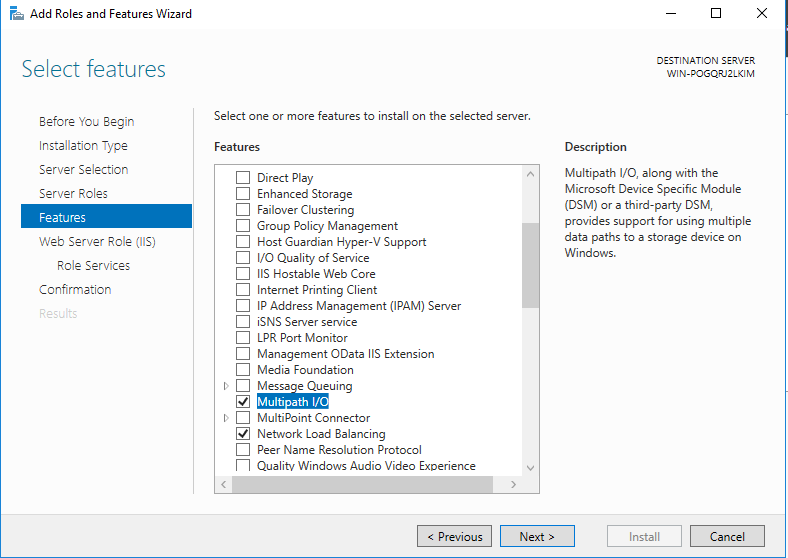 Add Roles and Features Wizard
Select features
DESTINATION SERVER
WIN-POGQRJ2LKIM
Before You Begin
Installation Type
Server Selection
Server Roles
Features
Web Server Role (IIS)
Role Services
Confirmation
Results
Select one or more features to install on the selected server.
Features
Direct Play
Enhanced Storage
Failover Clustering
Group Policy Management
Host Guardian Hyper-V Support
I/O Quality of Service
IIS Hostable Web Core
Internet Printing Client
IP Address Management (IPAM) Server
iSNS Server service
LPR Port Monitor
Management OData IIS Extension
Media Foundation
Message Queuing
Multipath I/O
MultiPoint Connector
Network Load Balancing
Peer Name Resolution Protocol
Quality Windows Audio Video Experience
Description
Multipath I/O, along with the
Microsoft Device Specific Module
(DSM) or a third-party DSM,
provides support for using multiple
data paths to a storage device on
Windows.
< Previous
Next >
Install
Cancel